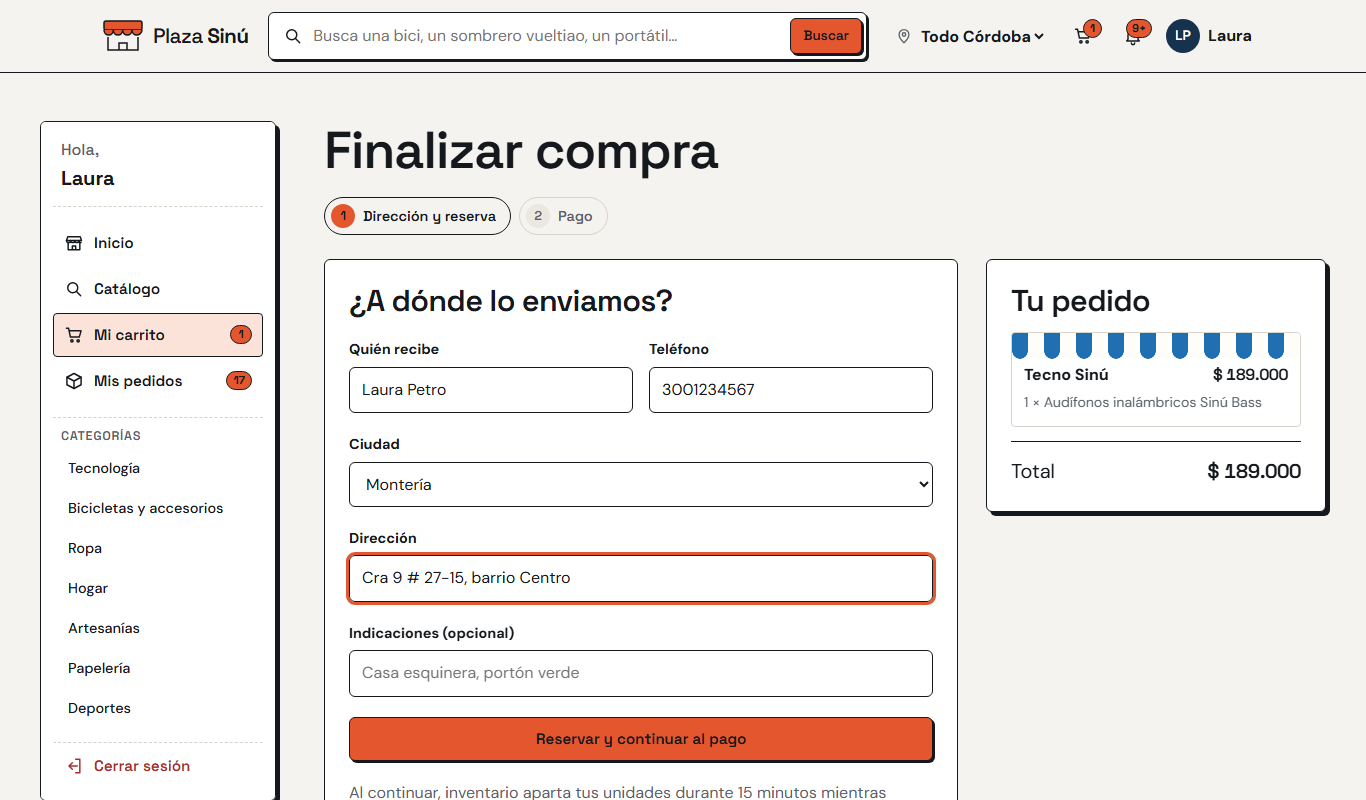 Plaza Sinú
Busca una bici, un sombrero vueltiao, un portátil...
Buscar
Todo Córdoba
1
9+
LP
Laura
Hola,
Laura
Inicio
Catálogo
Mi carrito
1
Mis pedidos
17
CATEGORÍAS
Tecnología
Bicicletas y accesorios
Ropa
Hogar
Artesanías
Papelería
Deportes
Cerrar sesión
Finalizar compra
1 Dirección y reserva
2 Pago
¿A dónde lo enviamos?
Quién recibe
Laura Petro
Teléfono
3001234567
Ciudad
Montería
Dirección
Cra 9 # 27-15, barrio Centro
Indicaciones (opcional)
Casa esquinera, portón verde
Reservar y continuar al pago
Al continuar, inventario aparta tus unidades durante 15 minutos mientras
Tu pedido
Tecno Sinú $ 189.000
1 × Audífonos inalámbricos Sinú Bass
Total $ 189.000